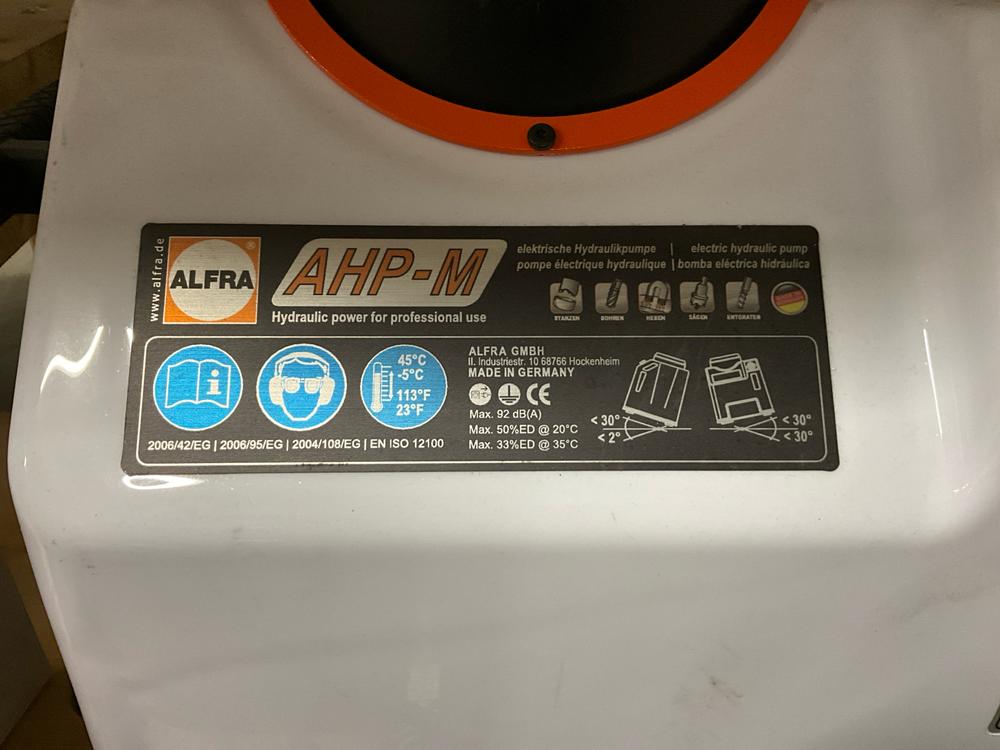 www.alfra.de
ALFRA®
AHP-M
Hydraulic power for professional use
elektrische Hydraulikpumpe | electric hydraulic pump
pompe électrique hydraulique | bomba eléctrica hidráulica
STANZEN BOHREN HEBEN SÄGEN ENTGRATEN
45°C
-5°C
113°F
23°F
2006/42/EG | 2006/95/EG | 2004/108/EG | EN ISO 12100
ALFRA GMBH
II. Industriestr. 10 68766 Hockenheim
MADE IN GERMANY
CE
Max. 92 dB(A)
Max. 50%ED @ 20°C
Max. 33%ED @ 35°C
< 30°
< 2°
< 30°
< 30°